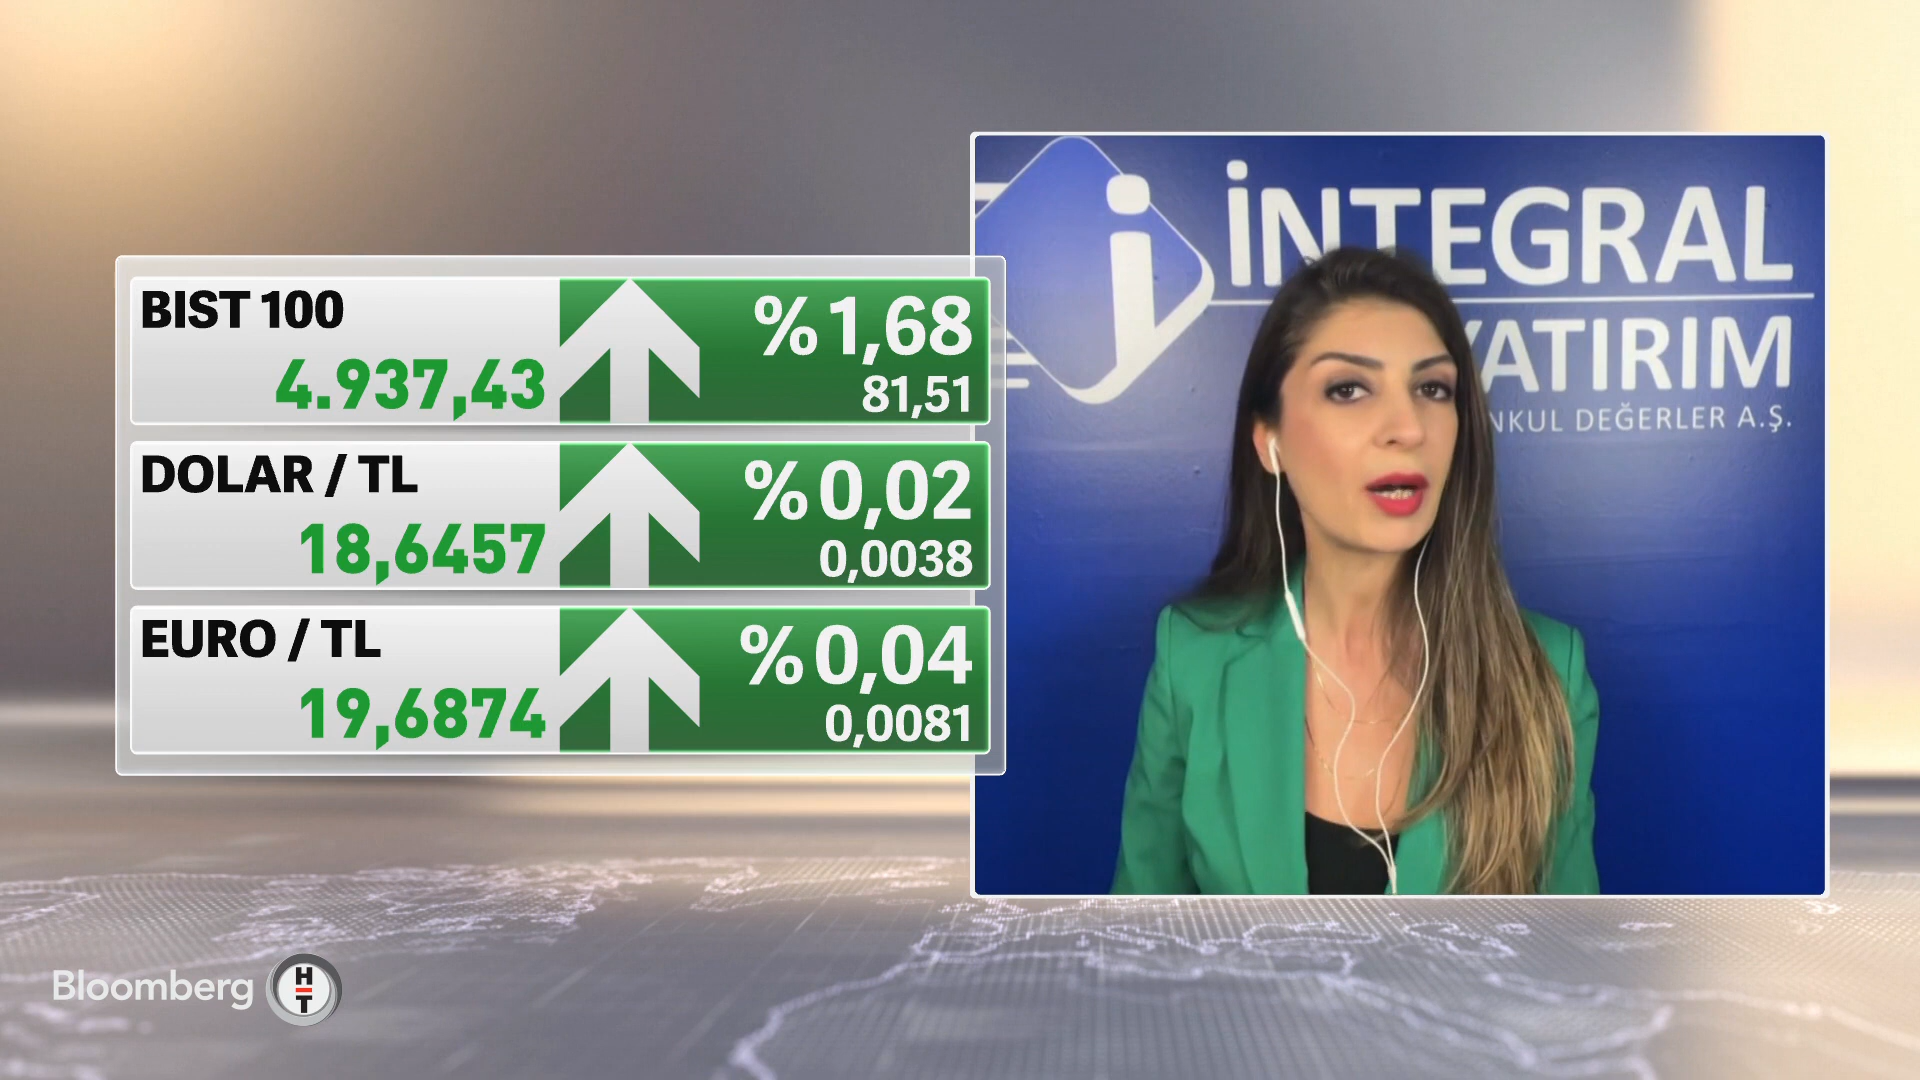 BIST 100
4.937,43
%1,68
81,51
DOLAR / TL
18,6457
%0,02
0,0038
EURO / TL
19,6874
%0,04
0,0081
i
İNTEGRAL
YATIRIM
DEĞERLER A.Ş.
Bloomberg HT